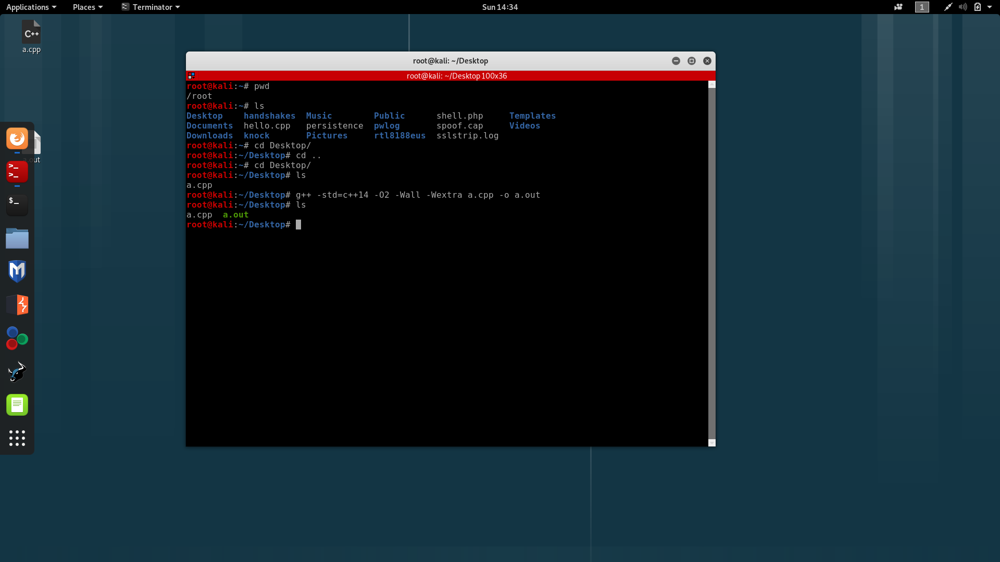 Applications Places Terminator Sun 14:34 1
C++
a.cpp
a.out
root@kali: ~/Desktop
root@kali: ~/Desktop 100x36
root@kali:~# pwd
/root
root@kali:~# ls
Desktop handshakes Music Public shell.php Templates
Documents hello.cpp persistence pwlog spoof.cap Videos
Downloads knock Pictures rtl8188eus sslstrip.log
root@kali:~# cd Desktop/
root@kali:~/Desktop# cd ..
root@kali:~# cd Desktop/
root@kali:~/Desktop# ls
a.cpp
root@kali:~/Desktop# g++ -std=c++14 -O2 -Wall -Wextra a.cpp -o a.out
root@kali:~/Desktop# ls
a.cpp a.out
root@kali:~/Desktop#